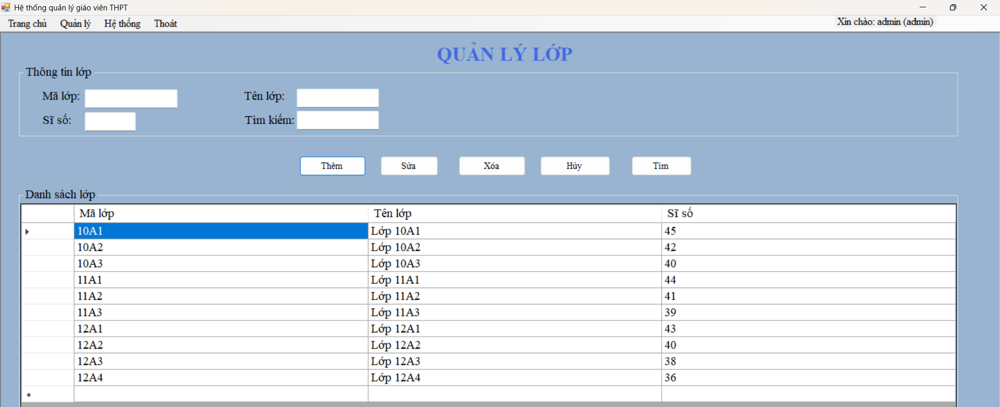 Hệ thống quản lý giáo viên THPT
Trang chủ Quản lý Hệ thống Thoát Xin chào: admin (admin)
QUẢN LÝ LỚP
Thông tin lớp
Mã lớp: Tên lớp:
Sĩ số: Tìm kiếm:
Thêm Sửa Xóa Hủy Tìm
Danh sách lớp
Mã lớp Tên lớp Sĩ số
10A1 Lớp 10A1 45
10A2 Lớp 10A2 42
10A3 Lớp 10A3 40
11A1 Lớp 11A1 44
11A2 Lớp 11A2 41
11A3 Lớp 11A3 39
12A1 Lớp 12A1 43
12A2 Lớp 12A2 40
12A3 Lớp 12A3 38
12A4 Lớp 12A4 36